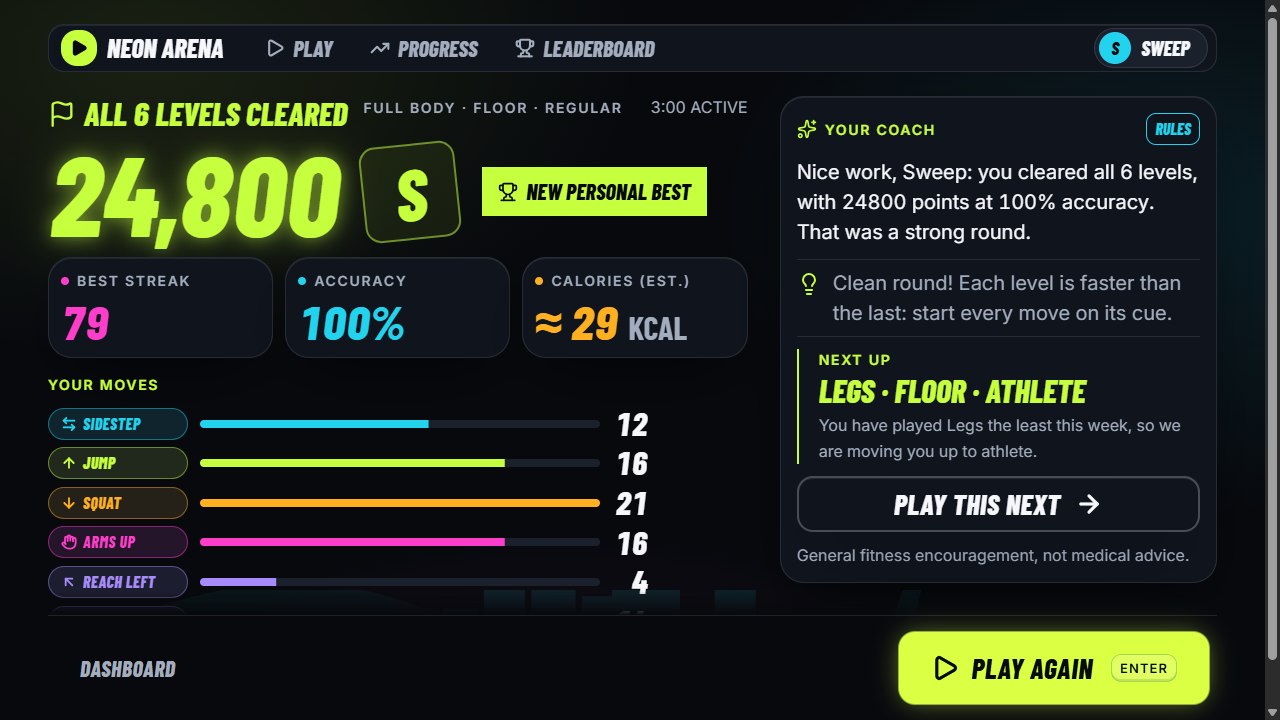 NEON ARENA
PLAY
PROGRESS
LEADERBOARD
S
SWEEP
ALL 6 LEVELS CLEARED
FULL BODY · FLOOR · REGULAR
3:00 ACTIVE
24,800
S
NEW PERSONAL BEST
BEST STREAK
79
ACCURACY
100%
CALORIES (EST.)
≈ 29 KCAL
YOUR MOVES
SIDESTEP
12
JUMP
16
SQUAT
21
ARMS UP
16
REACH LEFT
4
YOUR COACH
RULES
Nice work, Sweep: you cleared all 6 levels,
with 24800 points at 100% accuracy.
That was a strong round.
Clean round! Each level is faster than
the last: start every move on its cue.
NEXT UP
LEGS · FLOOR · ATHLETE
You have played Legs the least this week, so we
are moving you up to athlete.
PLAY THIS NEXT
General fitness encouragement, not medical advice.
DASHBOARD
PLAY AGAIN
ENTER